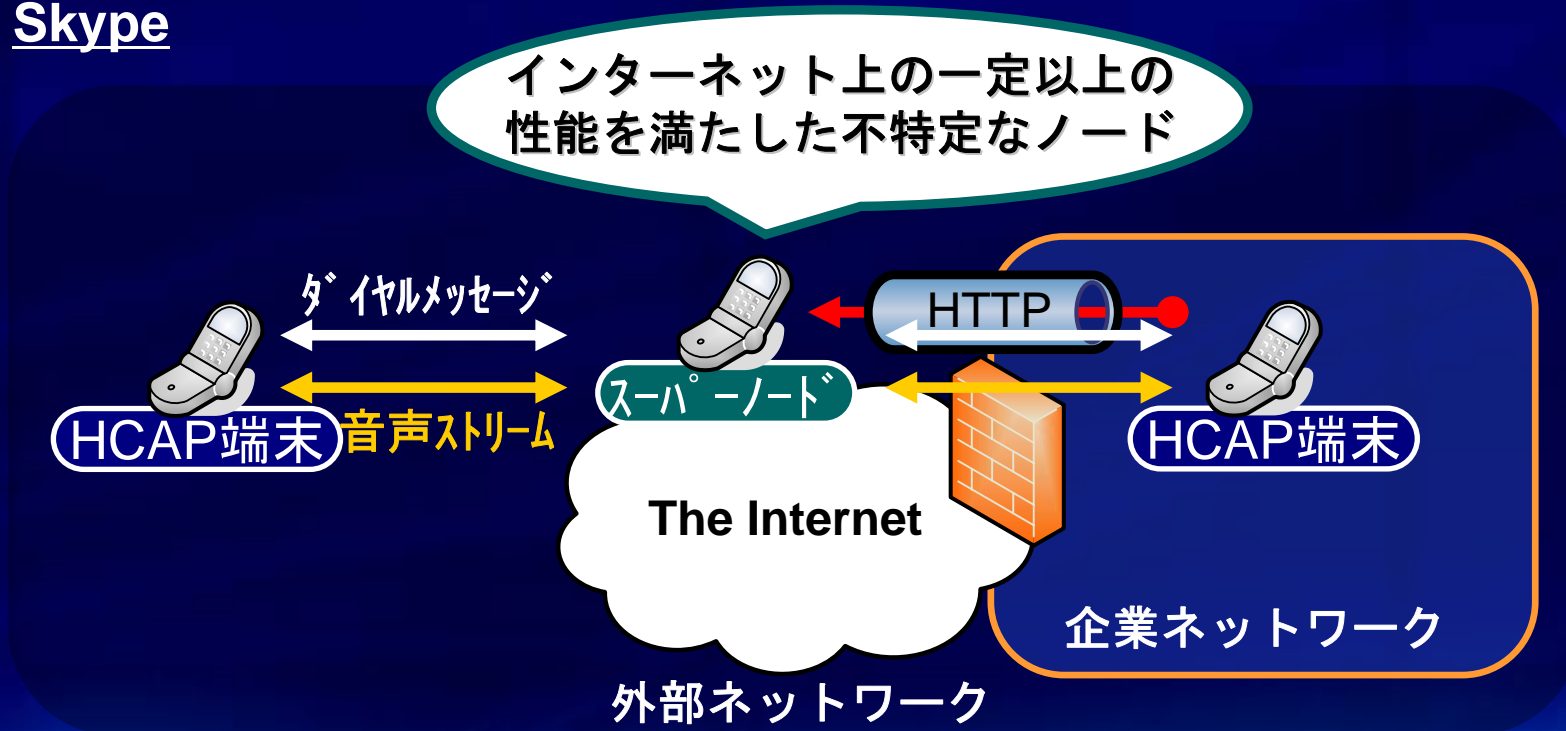 Skype
インターネット上の一定以上の
性能を満たした不特定なノード
ﾀﾞｲﾔﾙﾒｯｾｰｼﾞ
HTTP
ｽｰﾊﾟｰﾉｰﾄﾞ
HCAP端末
音声ｽﾄﾘｰﾑ
HCAP端末
The Internet
企業ネットワーク
外部ネットワーク